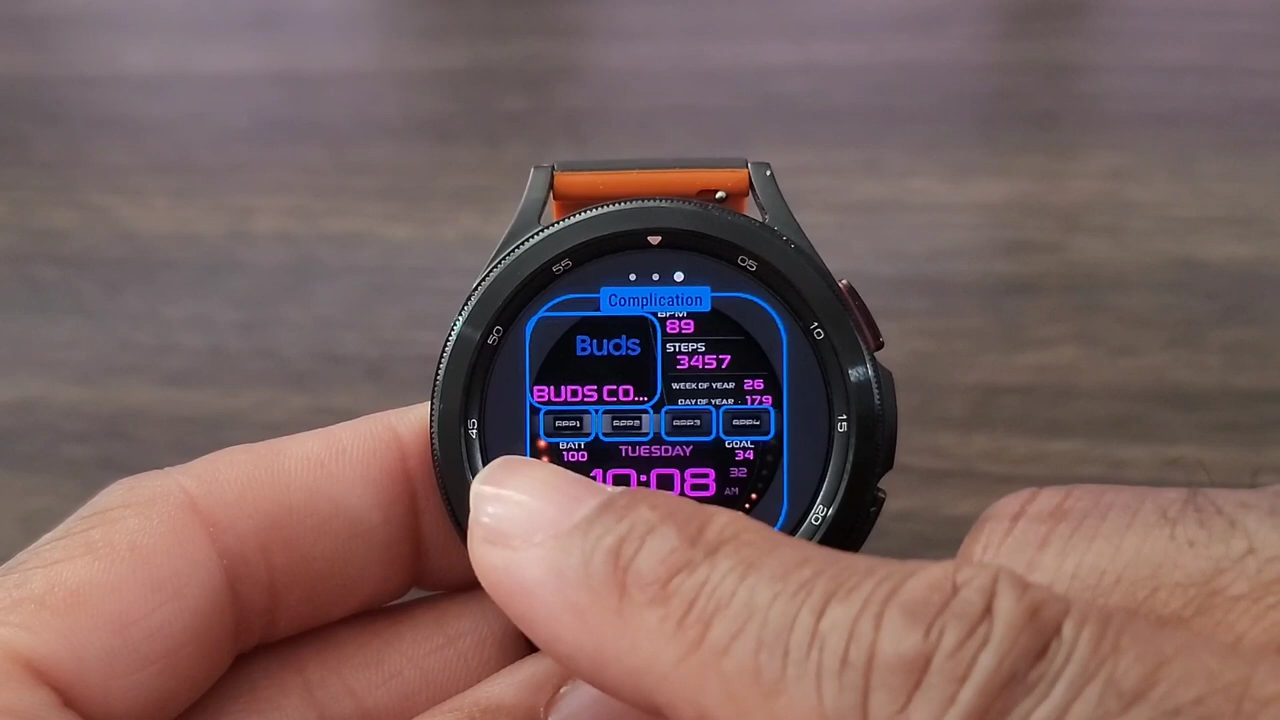 55
05
50
10
45
15
20
Complication
BPM
89
Buds
STEPS
3457
BUDS CO...
WEEK OF YEAR 26
DAY OF YEAR · 179
APP1 APP2 APP3 APP4
BATT
100
TUESDAY
GOAL
34
10:08
32
AM